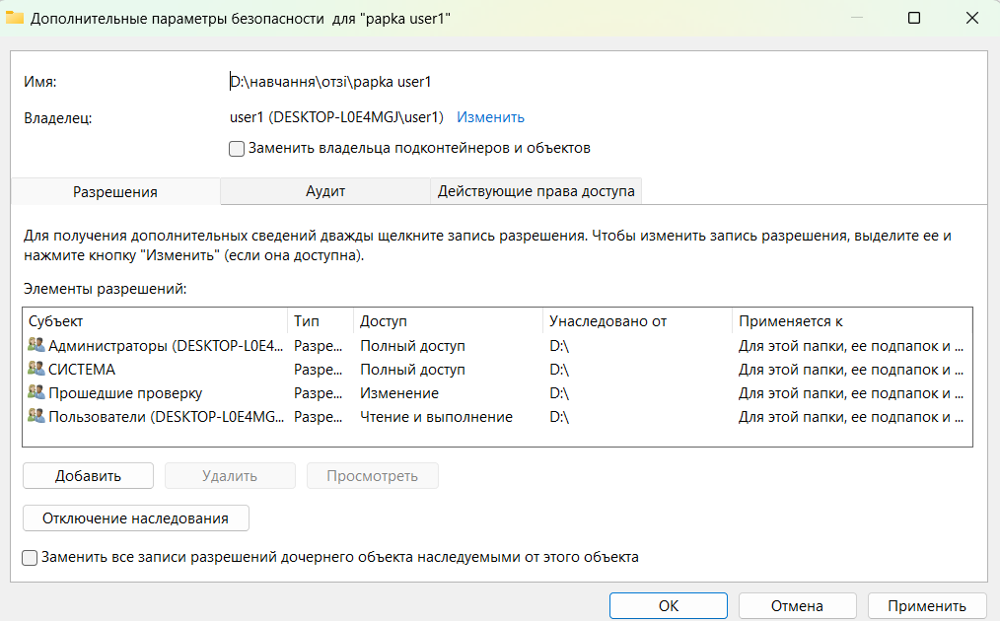 Дополнительные параметры безопасности для "papka user1"
Имя: D:\навчання\отзі\papka user1
Владелец: user1 (DESKTOP-L0E4MGJ\user1) Изменить
Заменить владельца подконтейнеров и объектов
Разрешения Аудит Действующие права доступа
Для получения дополнительных сведений дважды щелкните запись разрешения. Чтобы изменить запись разрешения, выделите ее и
нажмите кнопку "Изменить" (если она доступна).
Элементы разрешений:
Субъект Тип Доступ Унаследовано от Применяется к
Администраторы (DESKTOP-L0E4... Разре... Полный доступ D:\ Для этой папки, ее подпапок и ...
СИСТЕМА Разре... Полный доступ D:\ Для этой папки, ее подпапок и ...
Прошедшие проверку Разре... Изменение D:\ Для этой папки, ее подпапок и ...
Пользователи (DESKTOP-L0E4MG... Разре... Чтение и выполнение D:\ Для этой папки, ее подпапок и ...
Добавить Удалить Просмотреть
Отключение наследования
Заменить все записи разрешений дочернего объекта наследуемыми от этого объекта
ОК Отмена Применить